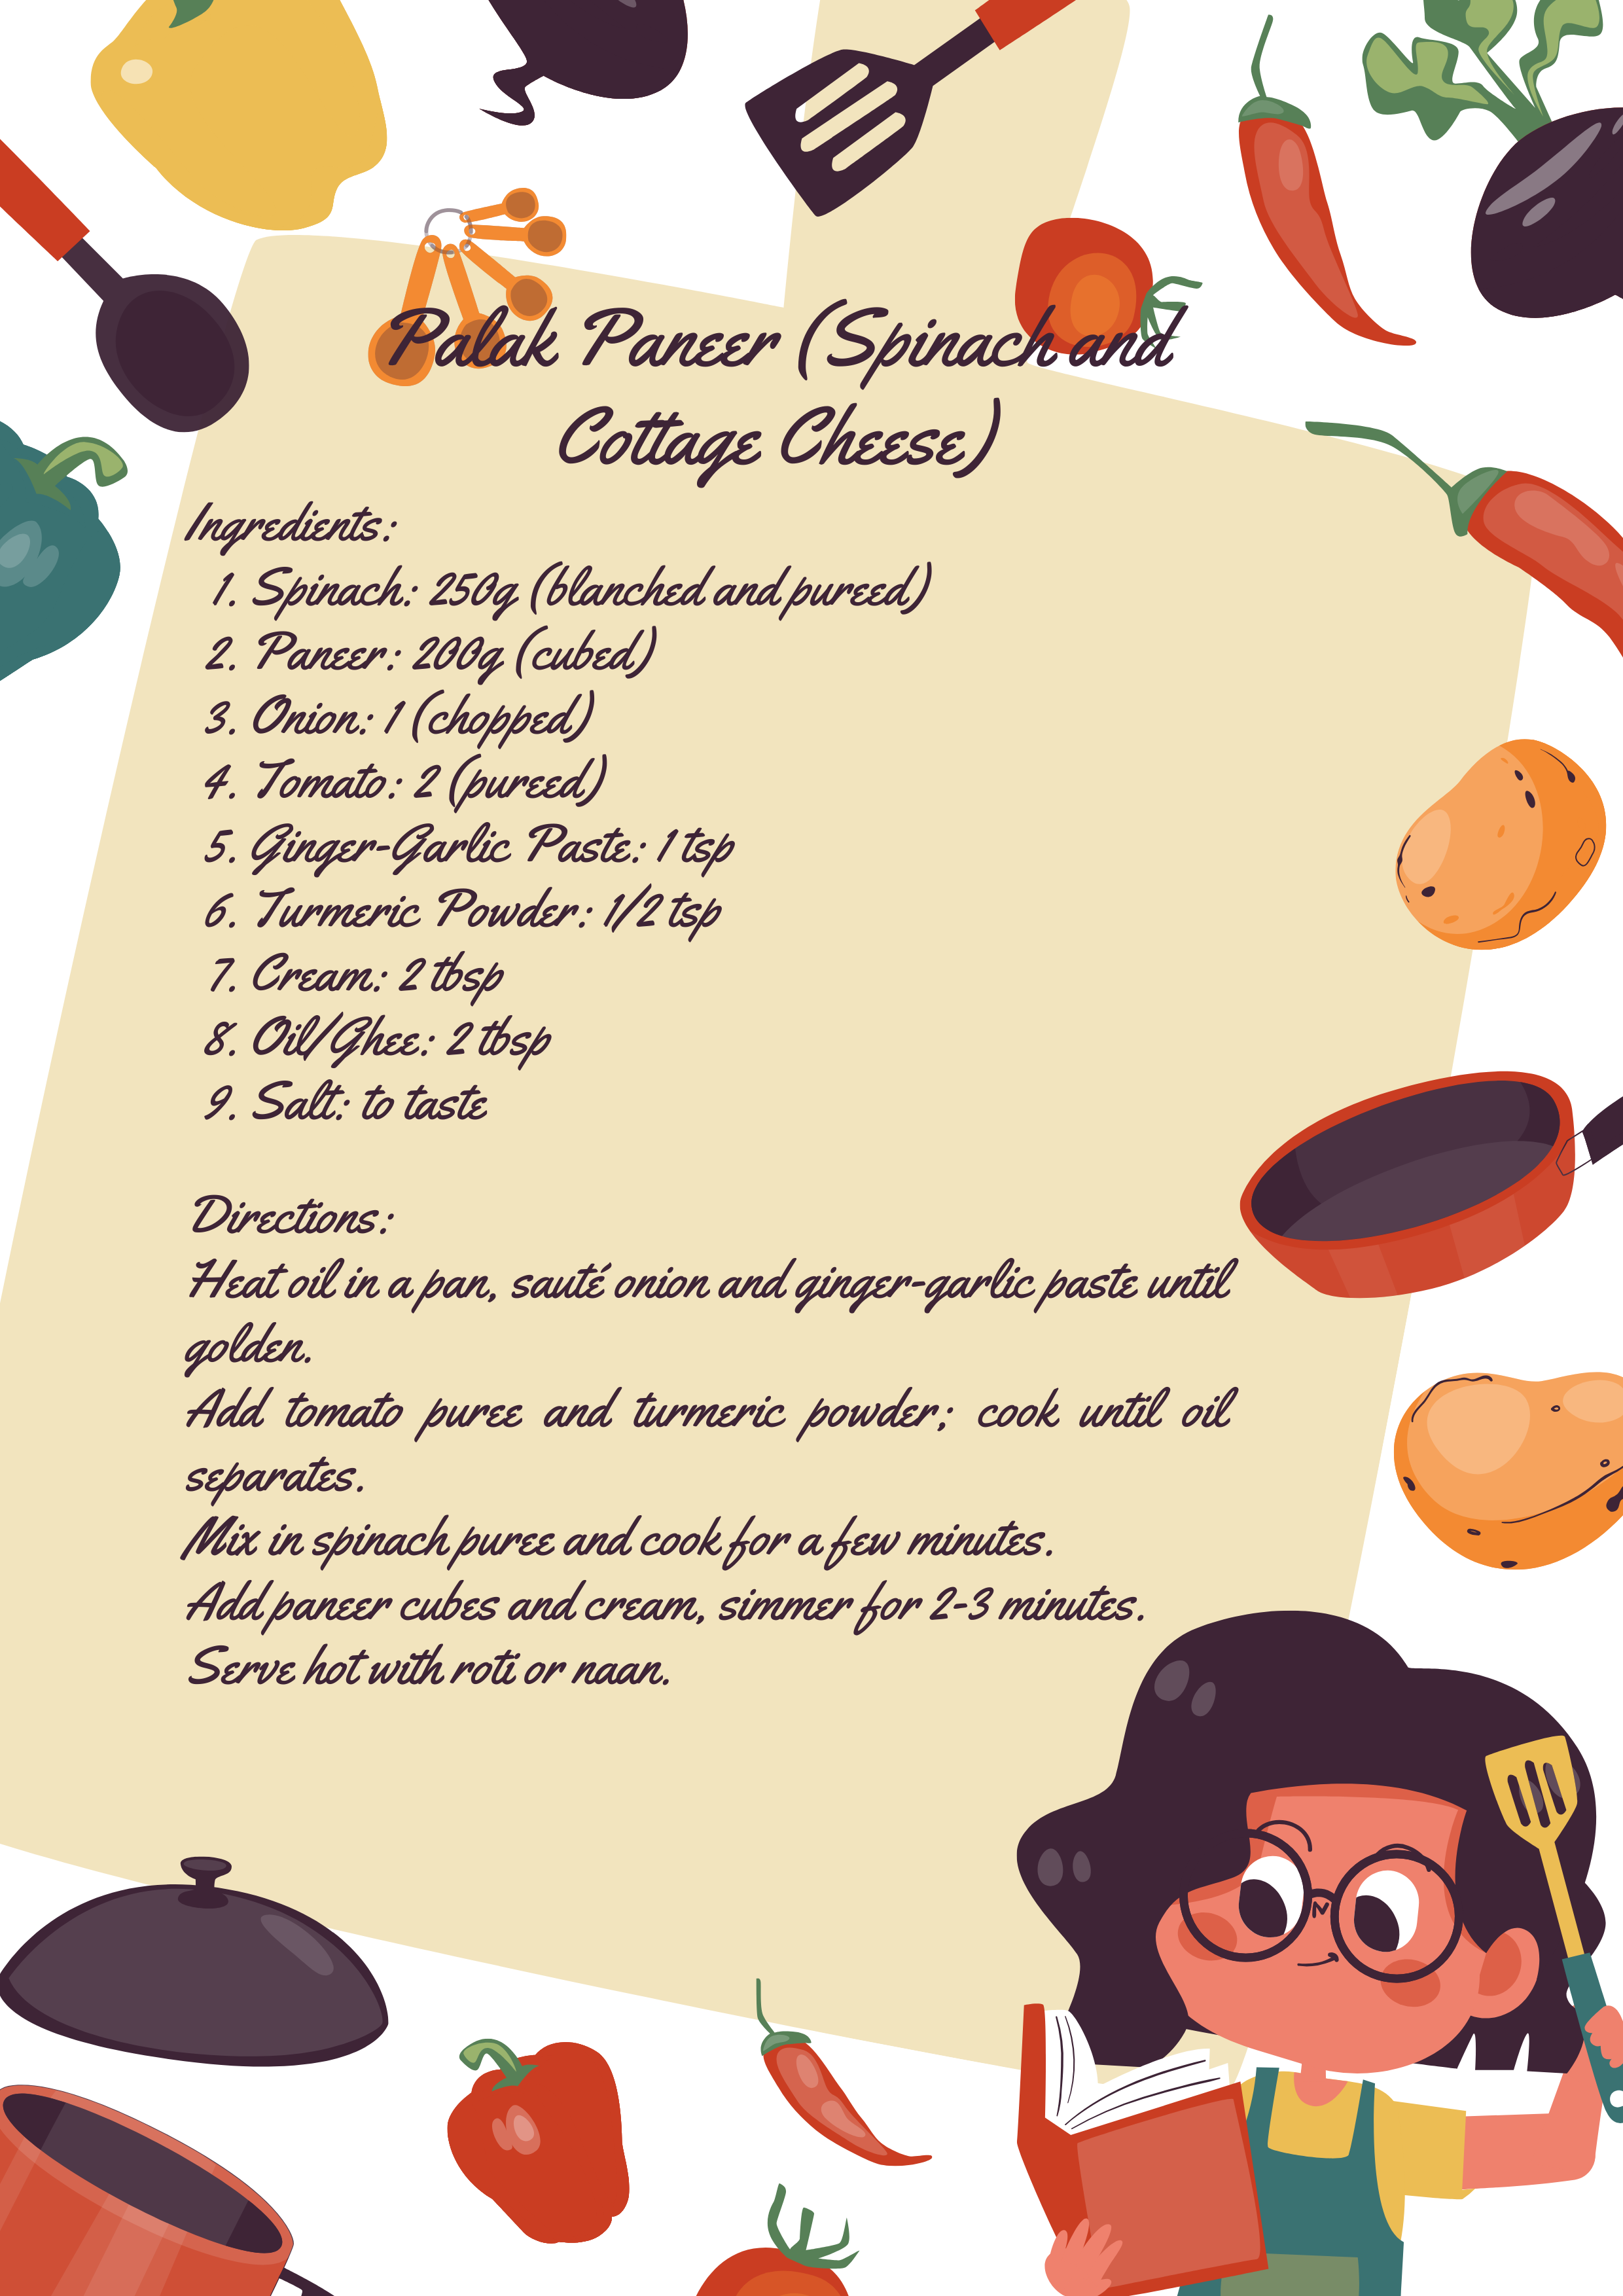 Palak Paneer (Spinach and
Cottage Cheese)
Ingredients:
1. Spinach: 250g (blanched and pureed)
2. Paneer: 200g (cubed)
3. Onion: 1 (chopped)
4. Tomato: 2 (pureed)
5. Ginger-Garlic Paste: 1 tsp
6. Turmeric Powder: 1/2 tsp
7. Cream: 2 tbsp
8. Oil/Ghee: 2 tbsp
9. Salt: to taste
Directions:
Heat oil in a pan, sauté onion and ginger-garlic paste until
golden.
Add tomato puree and turmeric powder; cook until oil
separates.
Mix in spinach puree and cook for a few minutes.
Add paneer cubes and cream, simmer for 2-3 minutes.
Serve hot with roti or naan.